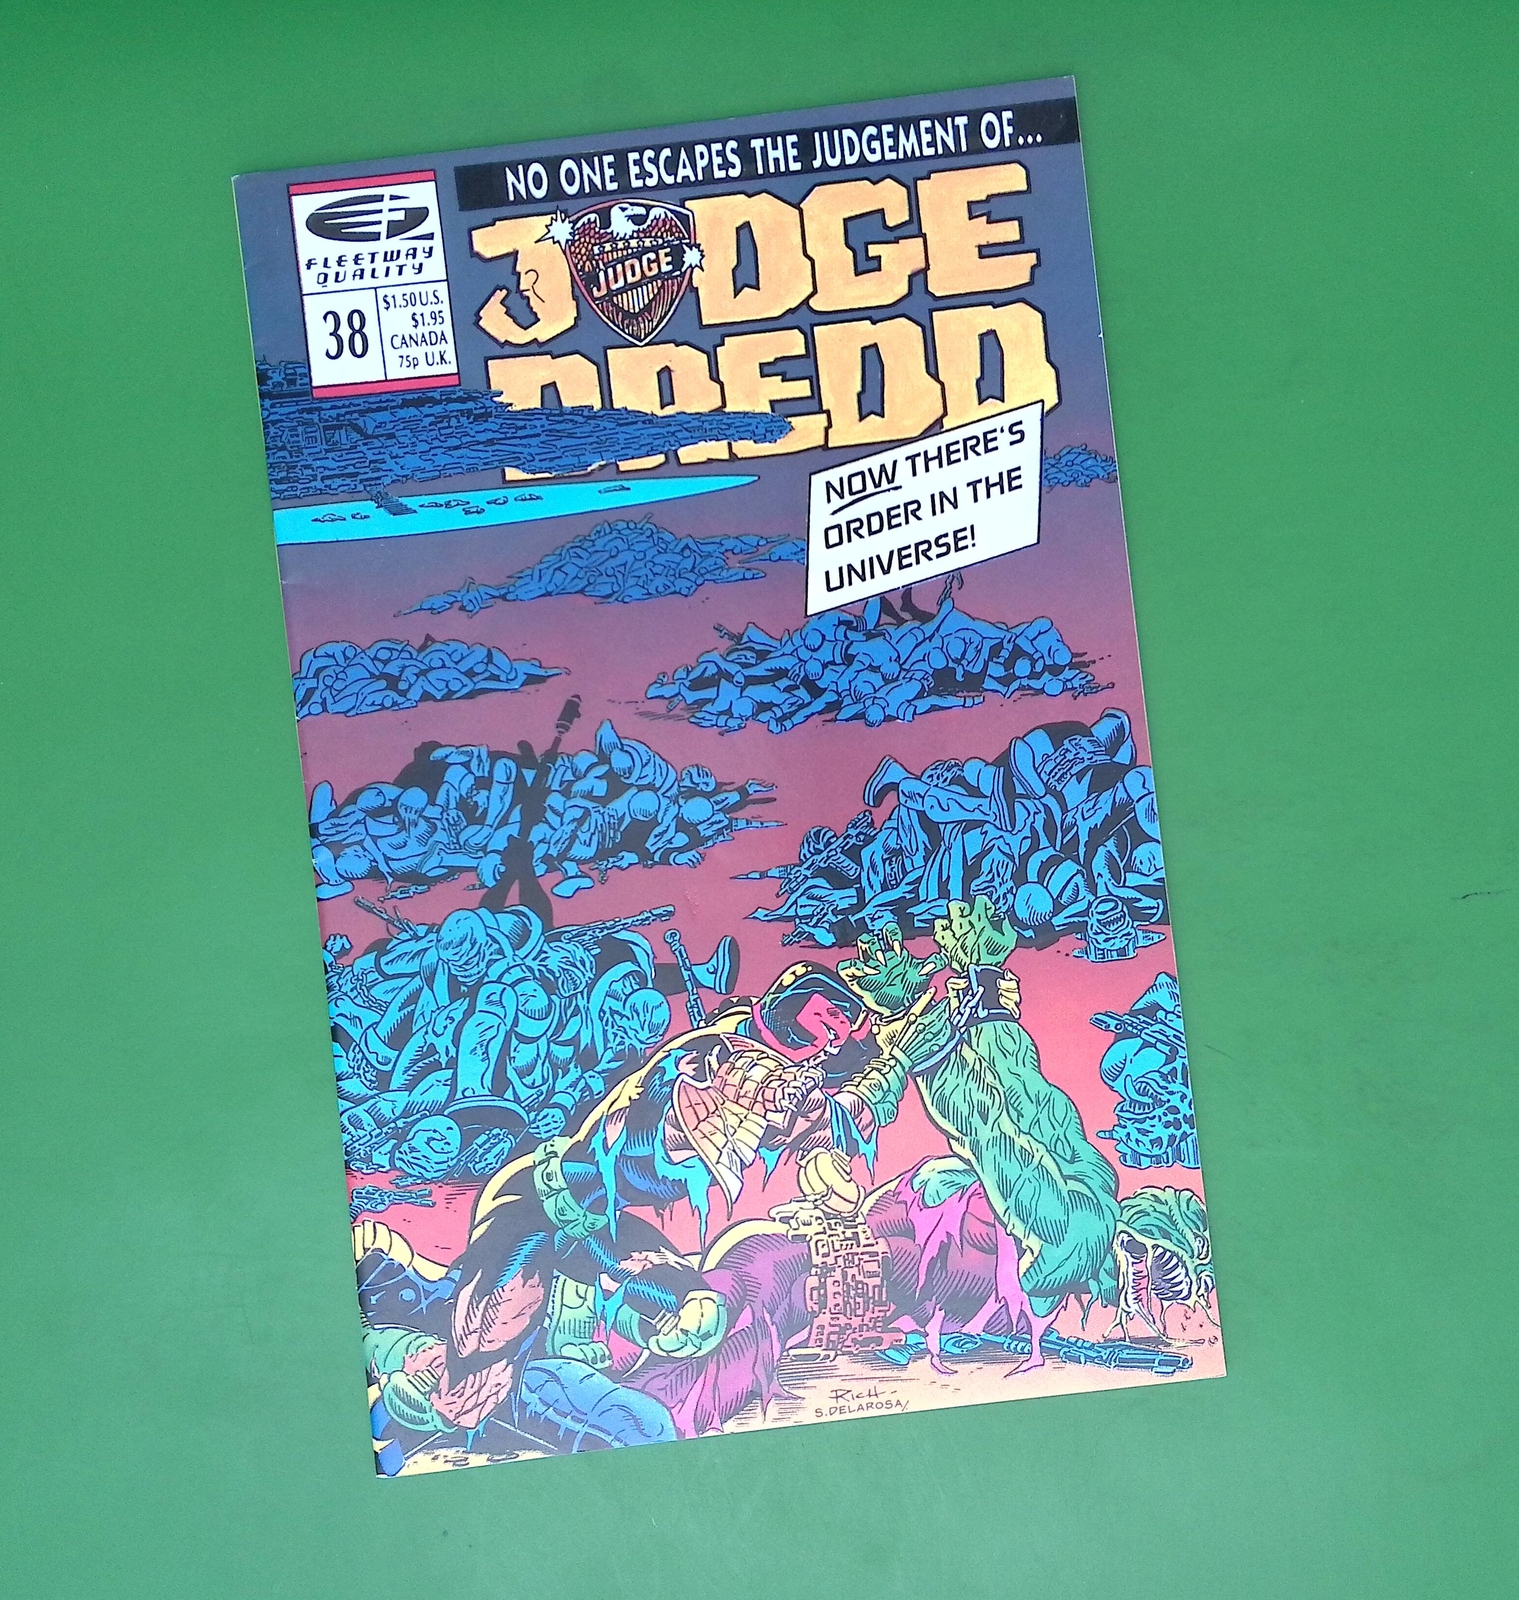 NO ONE ESCAPES THE JUDGEMENT OF...
JUDGE
DREDD
JUDGE
FLEETWAY
QUALITY
38
$1.50 U.S.
$1.95
CANADA
75p U.K.
NOW THERE'S
ORDER IN THE
UNIVERSE!
RICH
S. DELAROSA/